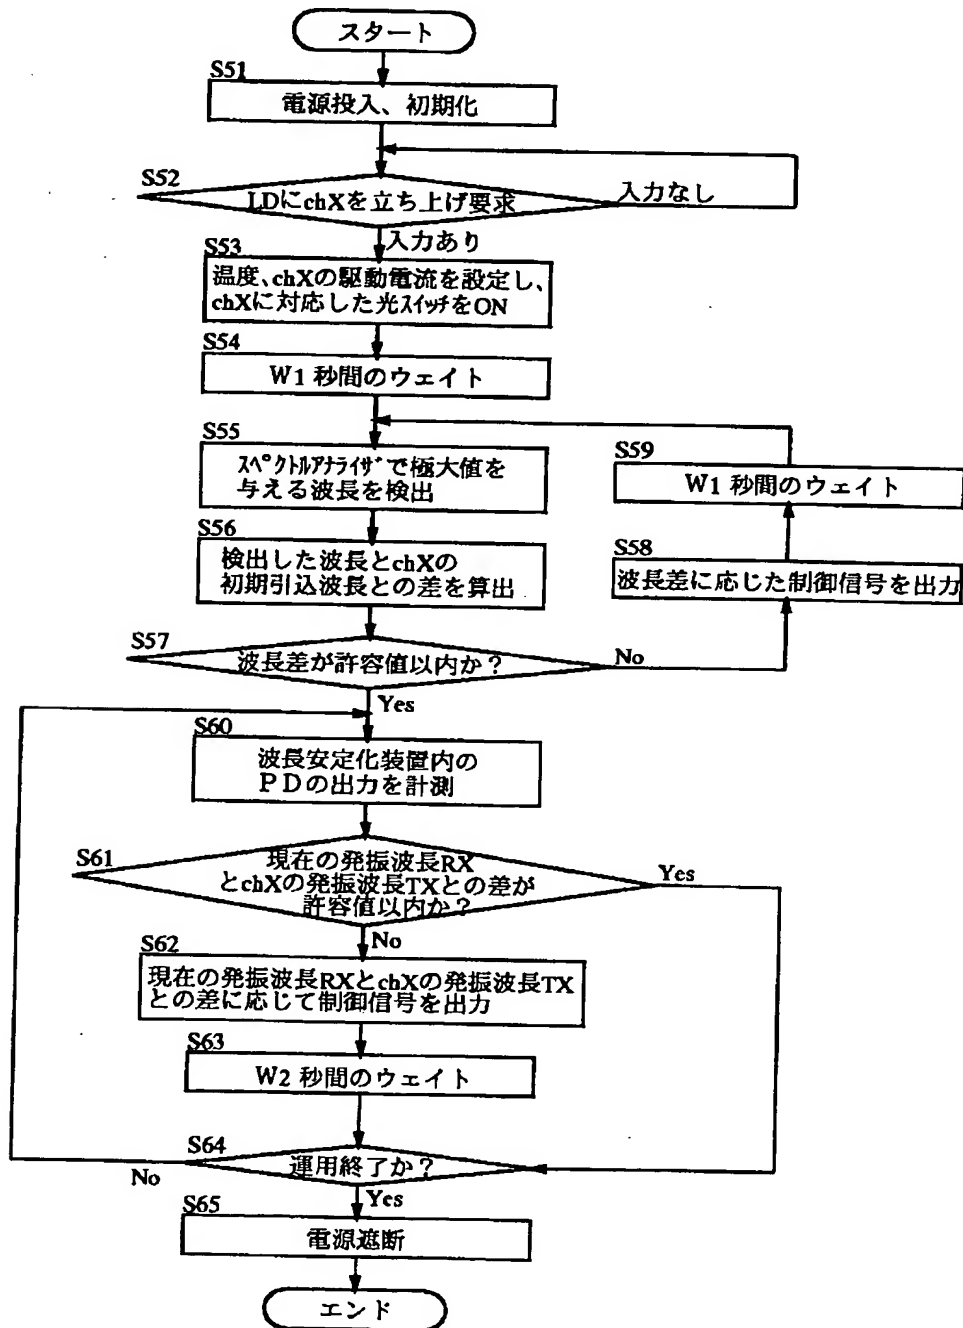 スタート
S51
電源投入、初期化
S52
LDにchXを立ち上げ要求
入力なし
入力あり
S53
温度、chXの駆動電流を設定し、
chXに対応した光スイッチをON
S54
W1 秒間のウェイト
S55
スペクトルアナライザで極大値を
与える波長を検出
S59
W1 秒間のウェイト
S56
検出した波長とchXの
初期引込波長との差を算出
S58
波長差に応じた制御信号を出力
S57
波長差が許容値以内か?
No
Yes
S60
波長安定化装置内の
PDの出力を計測
S61
現在の発振波長RX
とchXの発振波長TXとの差が
許容値以内か?
Yes
No
S62
現在の発振波長RXとchXの発振波長TX
との差に応じて制御信号を出力
S63
W2 秒間のウェイト
S64
運用終了か?
No
Yes
S65
電源遮断
エンド